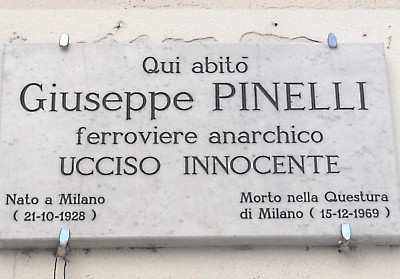 Qui abitò
Giuseppe PINELLI
ferroviere anarchico
UCCISO INNOCENTE
Nato a Milano
( 21-10-1928 )
Morto nella Questura
di Milano ( 15-12-1969 )